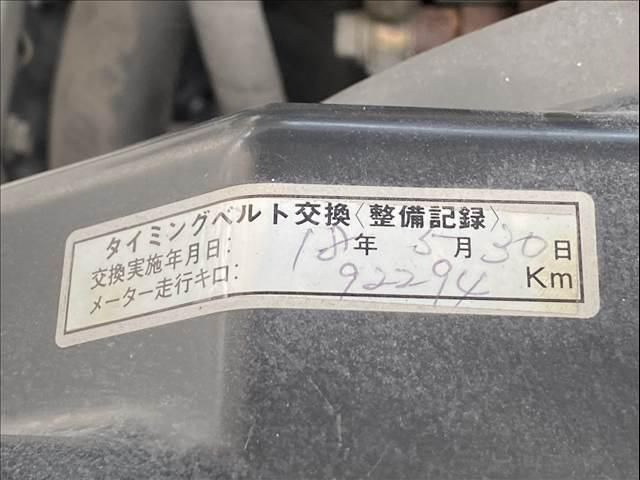 タイミングベルト交換〈整備記録〉
交換実施年月日: 18年 5月30日
メーター走行キロ: 92294 Km